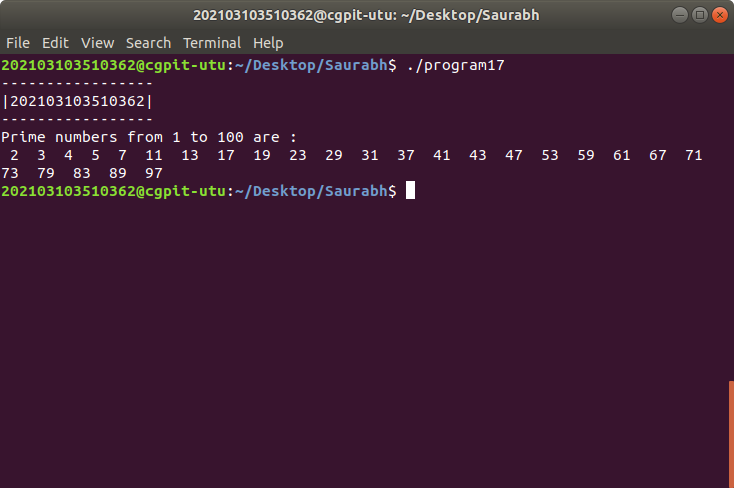 202103103510362@cgpit-utu: ~/Desktop/Saurabh
File Edit View Search Terminal Help
202103103510362@cgpit-utu:~/Desktop/Saurabh$ ./program17
-----------------
|202103103510362|
-----------------
Prime numbers from 1 to 100 are :
 2  3  4  5  7  11  13  17  19  23  29  31  37  41  43  47  53  59  61  67  71
73  79  83  89  97
202103103510362@cgpit-utu:~/Desktop/Saurabh$